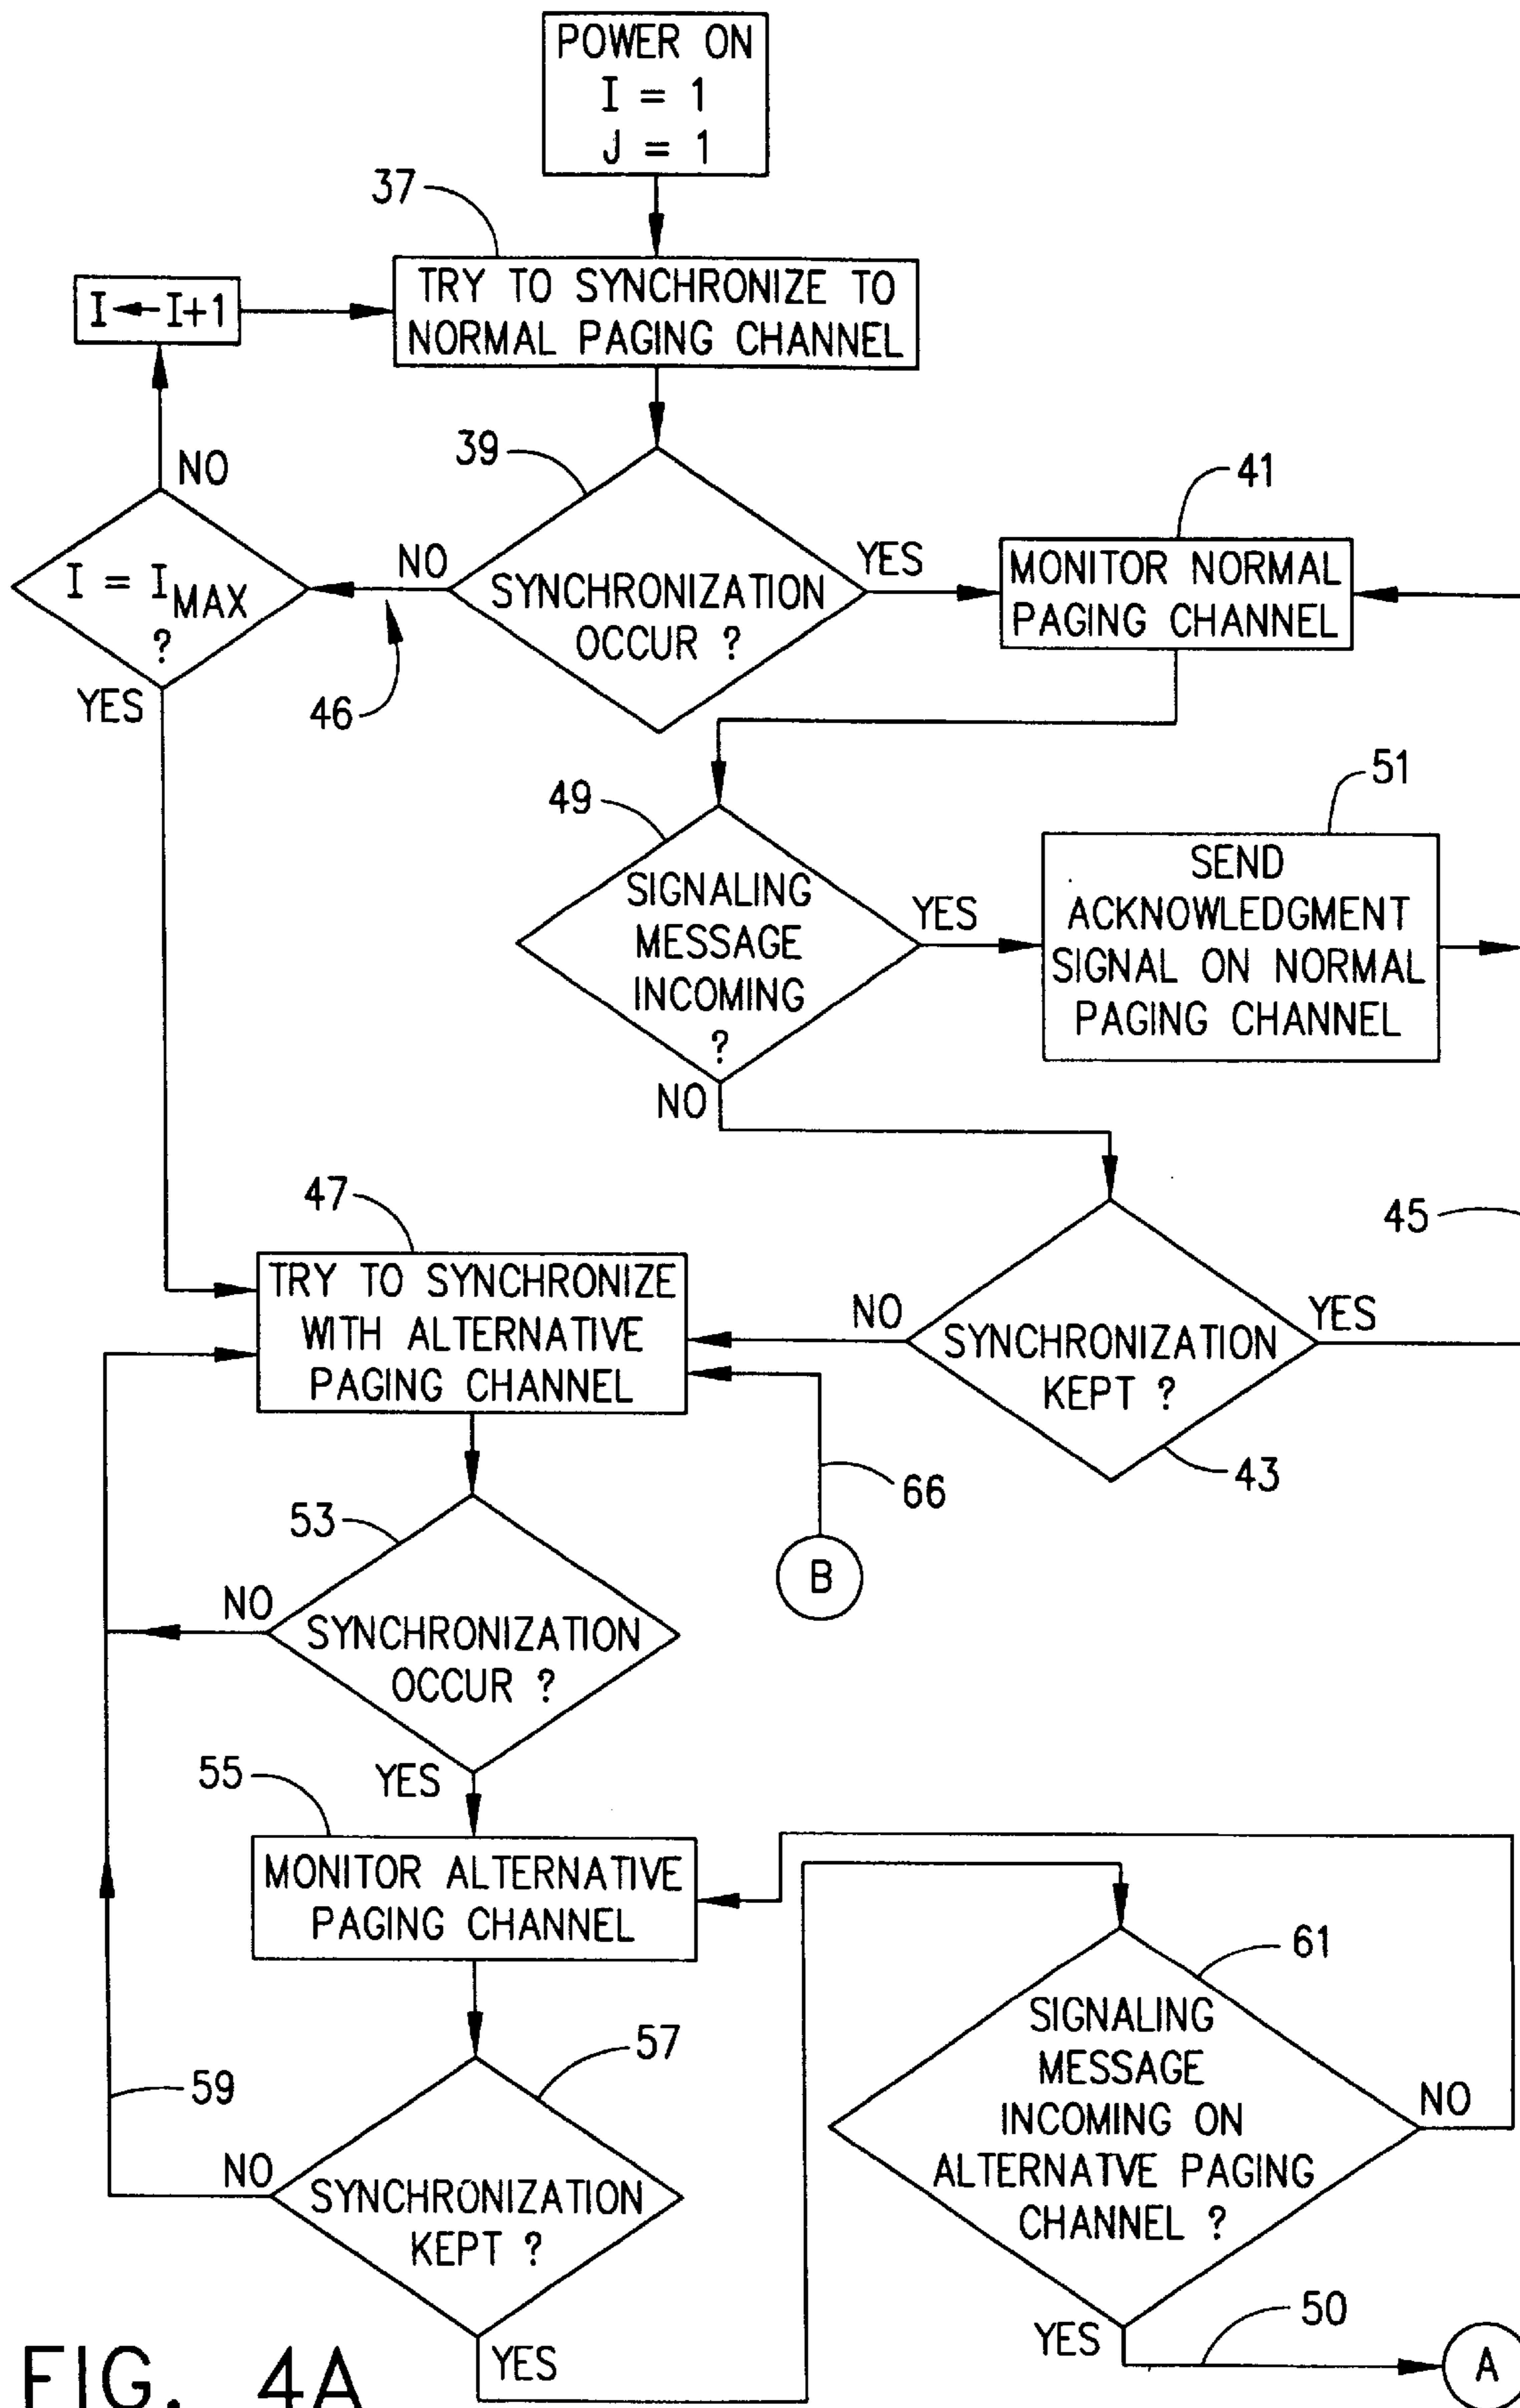 POWER ON
I = 1
J = 1
37
I←I+1
TRY TO SYNCHRONIZE TO
NORMAL PAGING CHANNEL
39
NO
41
I = IMAX
?
NO
YES
SYNCHRONIZATION
OCCUR ?
MONITOR NORMAL
PAGING CHANNEL
YES
46
49
51
SIGNALING
MESSAGE
INCOMING
?
YES
SEND
ACKNOWLEDGMENT
SIGNAL ON NORMAL
PAGING CHANNEL
NO
47
45
TRY TO SYNCHRONIZE
WITH ALTERNATIVE
PAGING CHANNEL
NO
SYNCHRONIZATION
KEPT ?
YES
43
66
53
B
NO
SYNCHRONIZATION
OCCUR ?
55
YES
MONITOR ALTERNATIVE
PAGING CHANNEL
61
57
SIGNALING
MESSAGE
INCOMING ON
ALTERNATVE PAGING
CHANNEL ?
NO
59
NO
SYNCHRONIZATION
KEPT ?
YES
YES
50
A
FIG. 4A